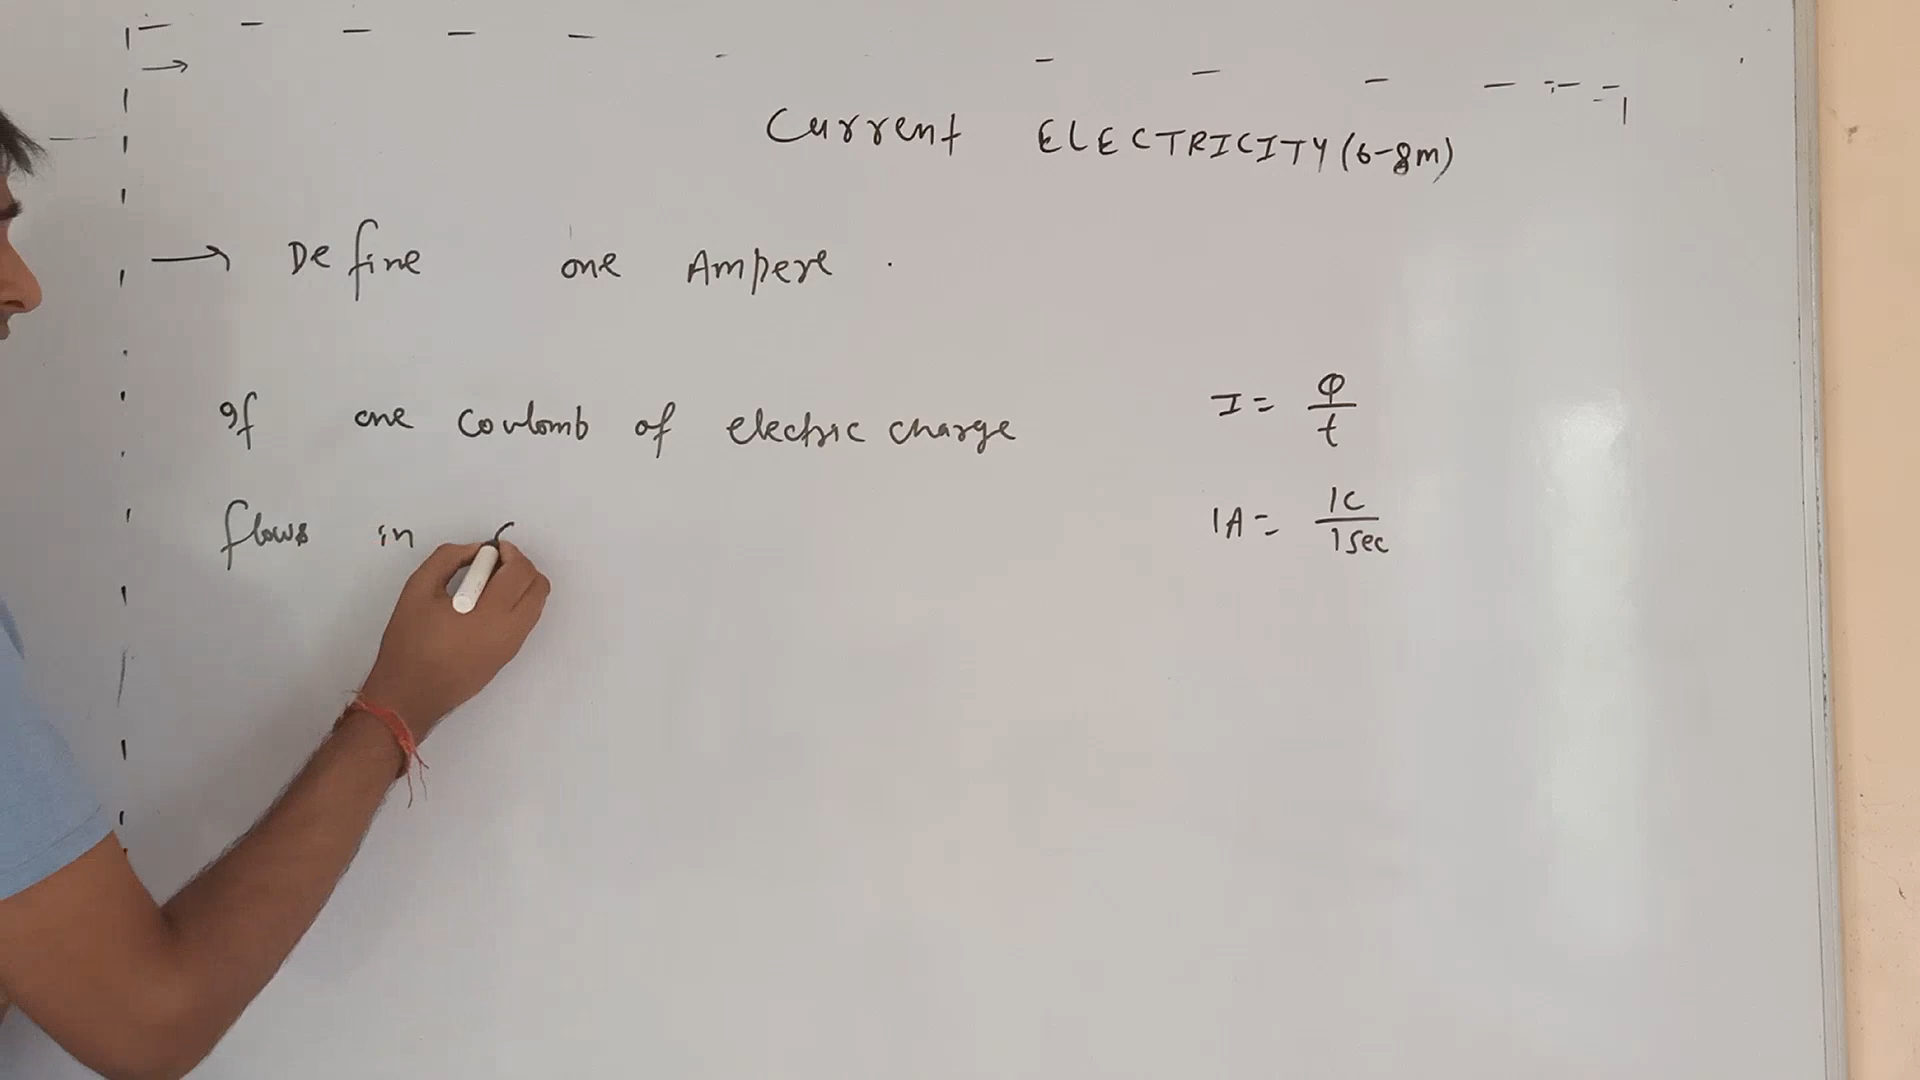 Current ELECTRICITY (6-8m)
→ Define one Ampere .
If one Coulomb of electric charge
flows in
I = Q/t
1A = 1C/1sec